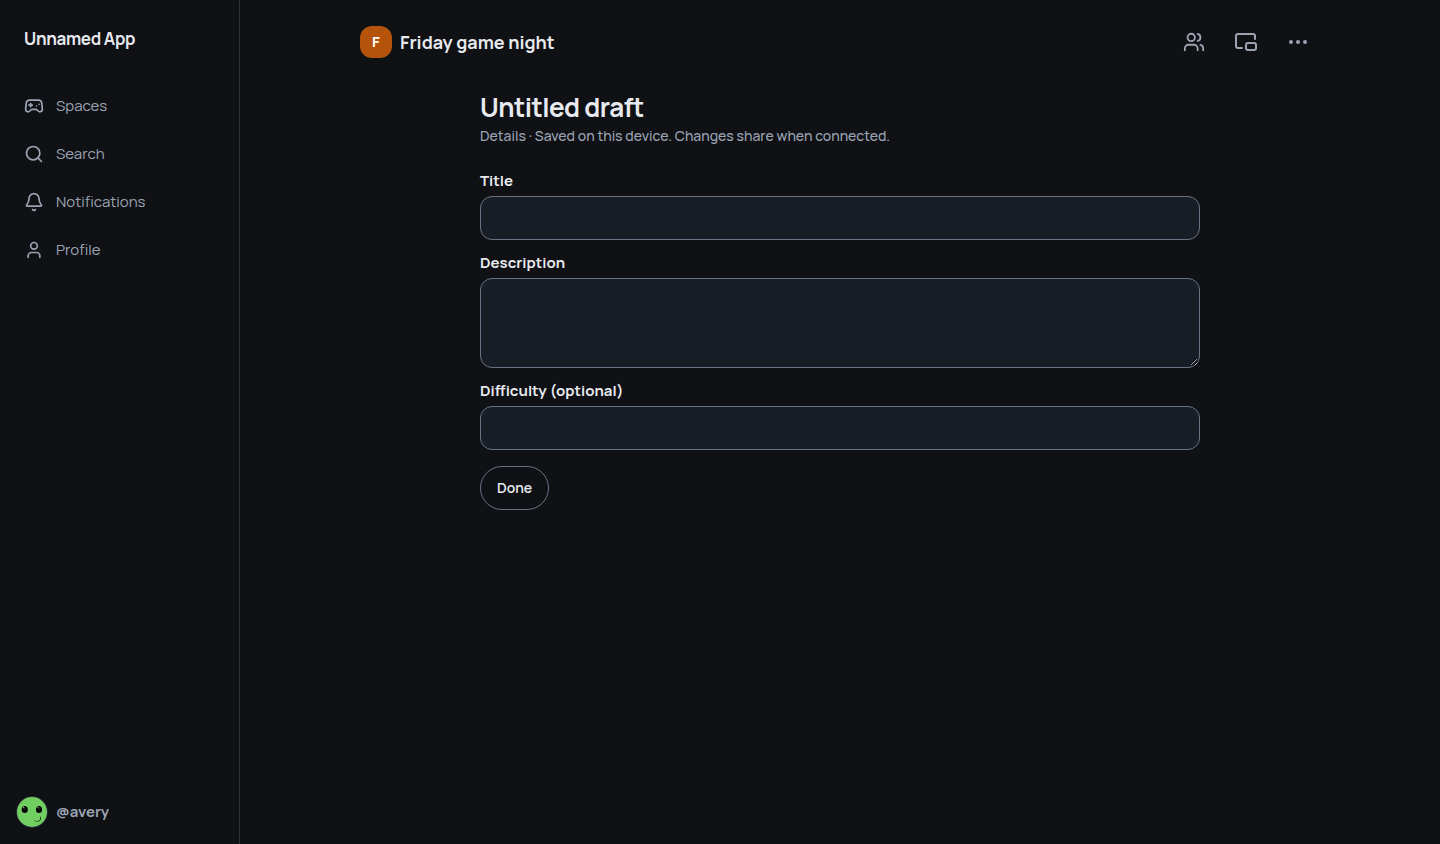 Unnamed App
Spaces
Search
Notifications
Profile
@avery
F Friday game night
Untitled draft
Details · Saved on this device. Changes share when connected.
Title
Description
Difficulty (optional)
Done